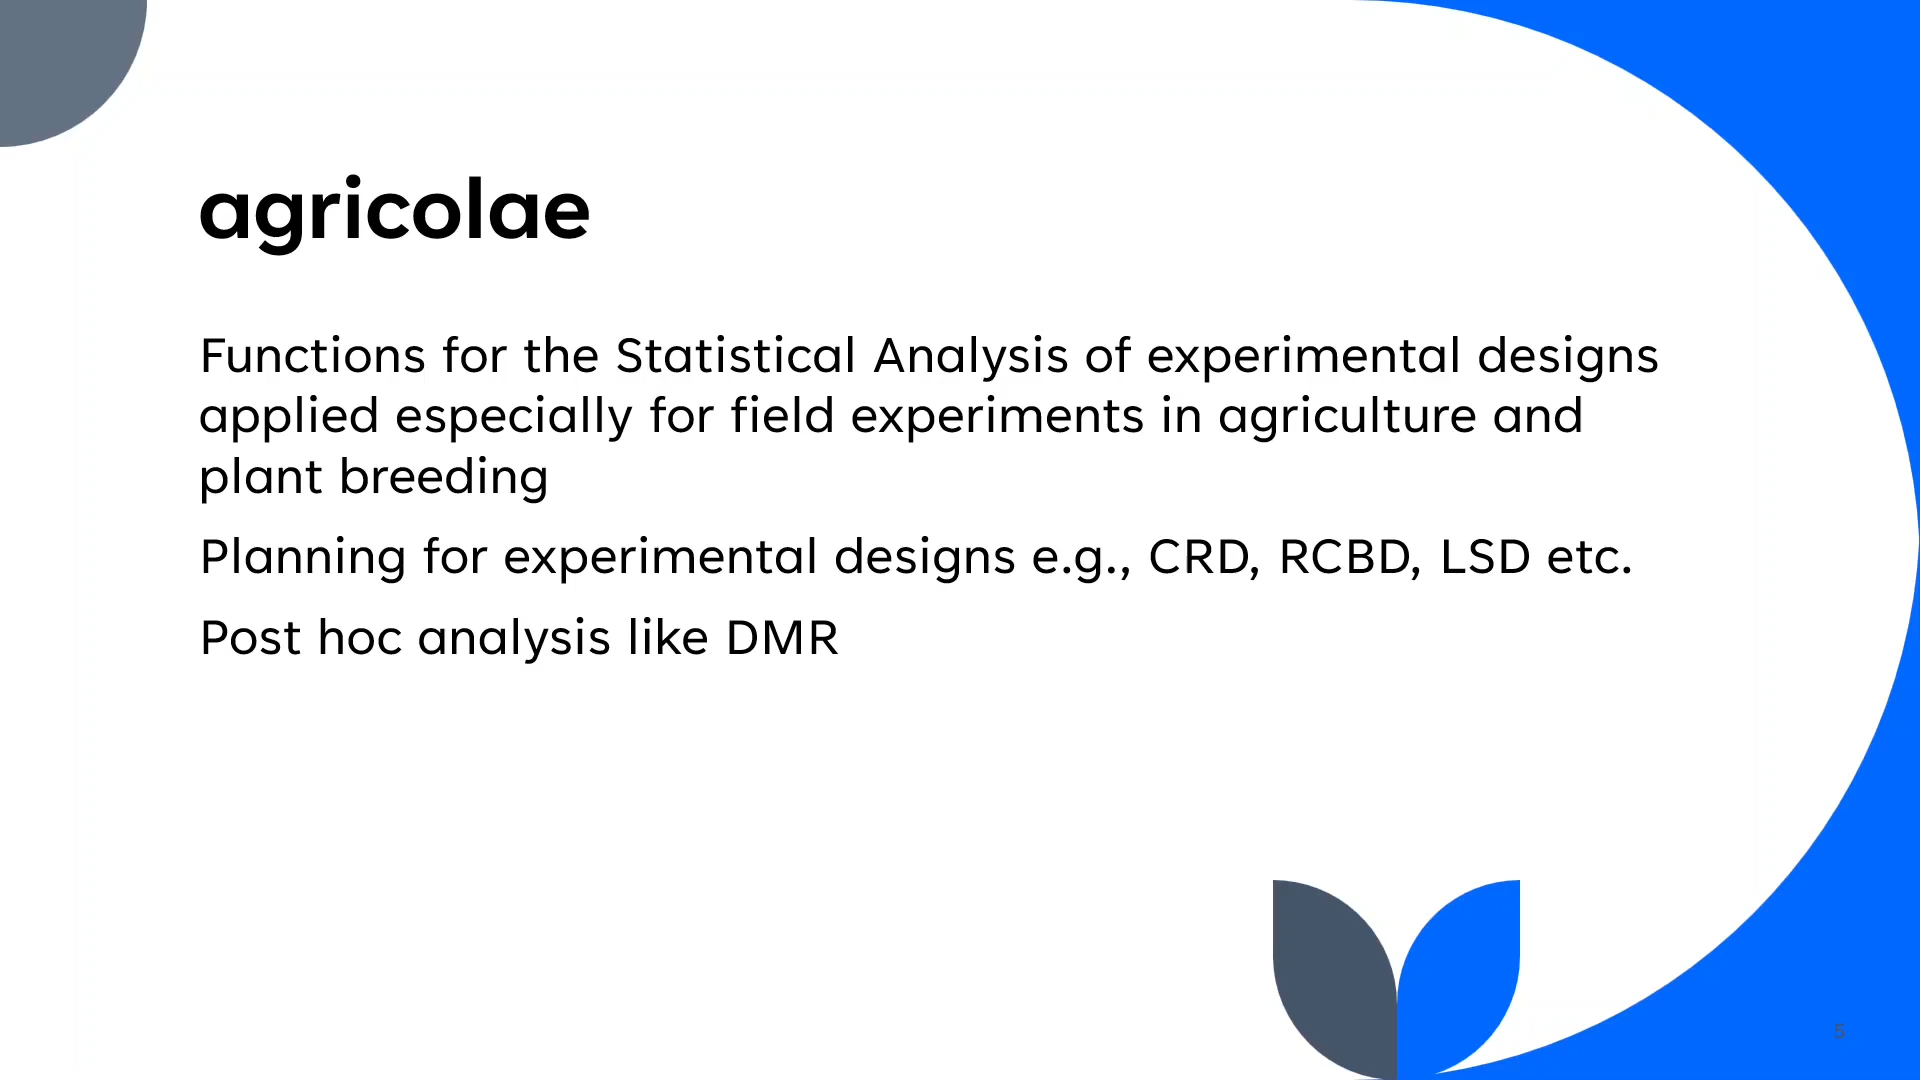 agricolae
Functions for the Statistical Analysis of experimental designs
applied especially for field experiments in agriculture and
plant breeding
Planning for experimental designs e.g., CRD, RCBD, LSD etc.
Post hoc analysis like DMR
5